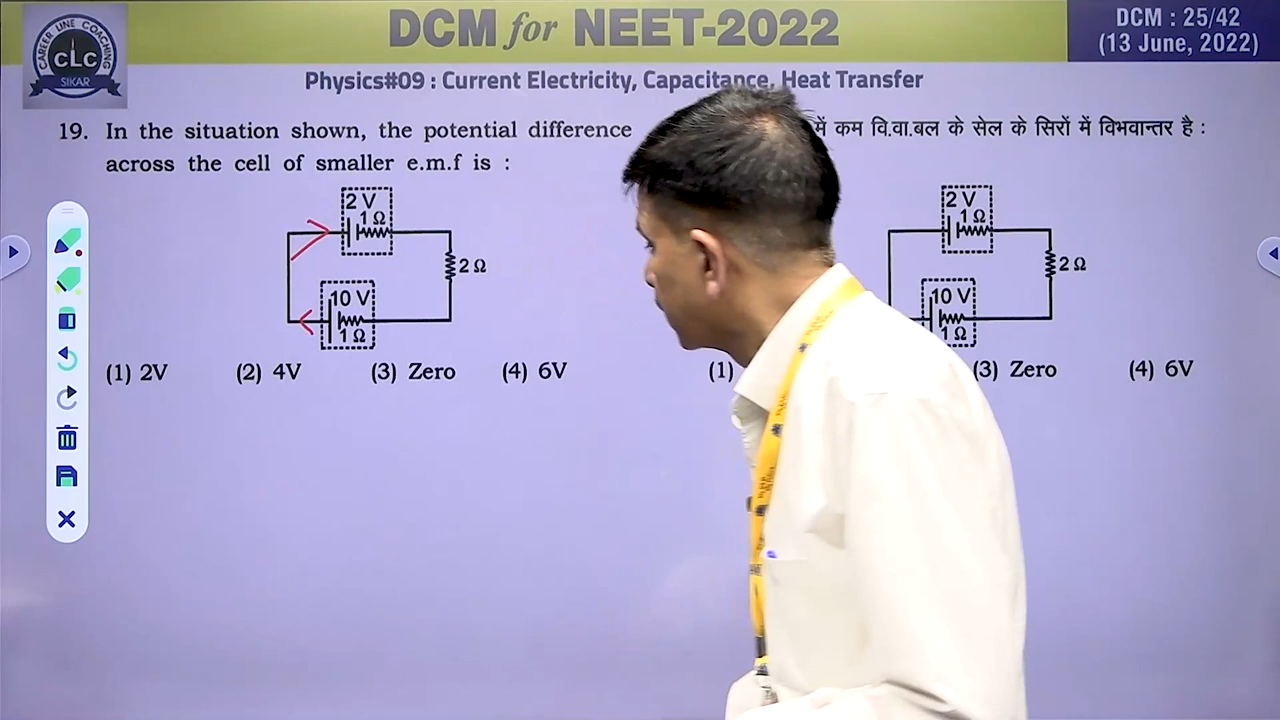 CAREER LINE COACHING
CLC
SIKAR
DCM for NEET-2022
DCM : 25/42
(13 June, 2022)
Physics#09 : Current Electricity, Capacitance, Heat Transfer
19. In the situation shown, the potential difference
across the cell of smaller e.m.f is :
2 V
1 Ω
2 Ω
10 V
1 Ω
(1) 2V (2) 4V (3) Zero (4) 6V
में कम वि.वा.बल के सेल के सिरों में विभवान्तर है :
2 V
1 Ω
2 Ω
10 V
1 Ω
(1) (3) Zero (4) 6V